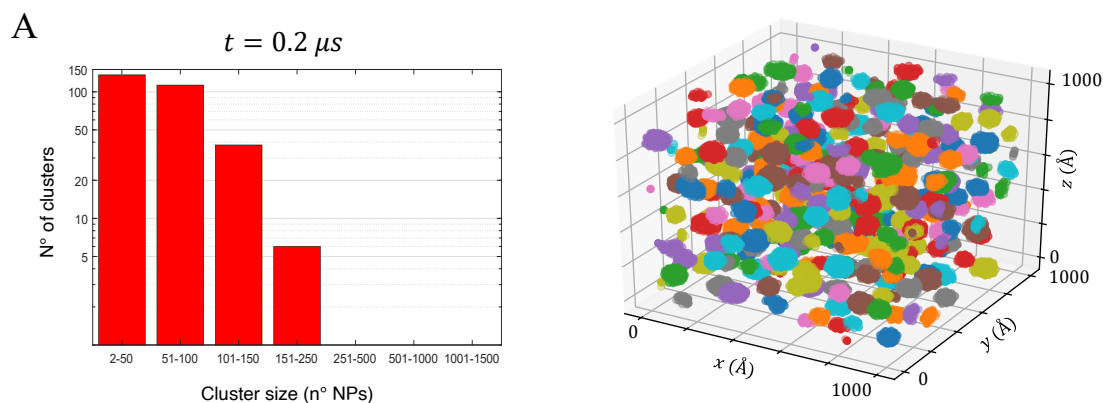 A
t = 0.2 μs
N° of clusters
150
100
50
20
10
5
2-50 51-100 101-150 151-250 251-500 501-1000 1001-1500
Cluster size (n° NPs)
1000
z (Å)
0
1000
y (Å)
0
0
x (Å)
1000